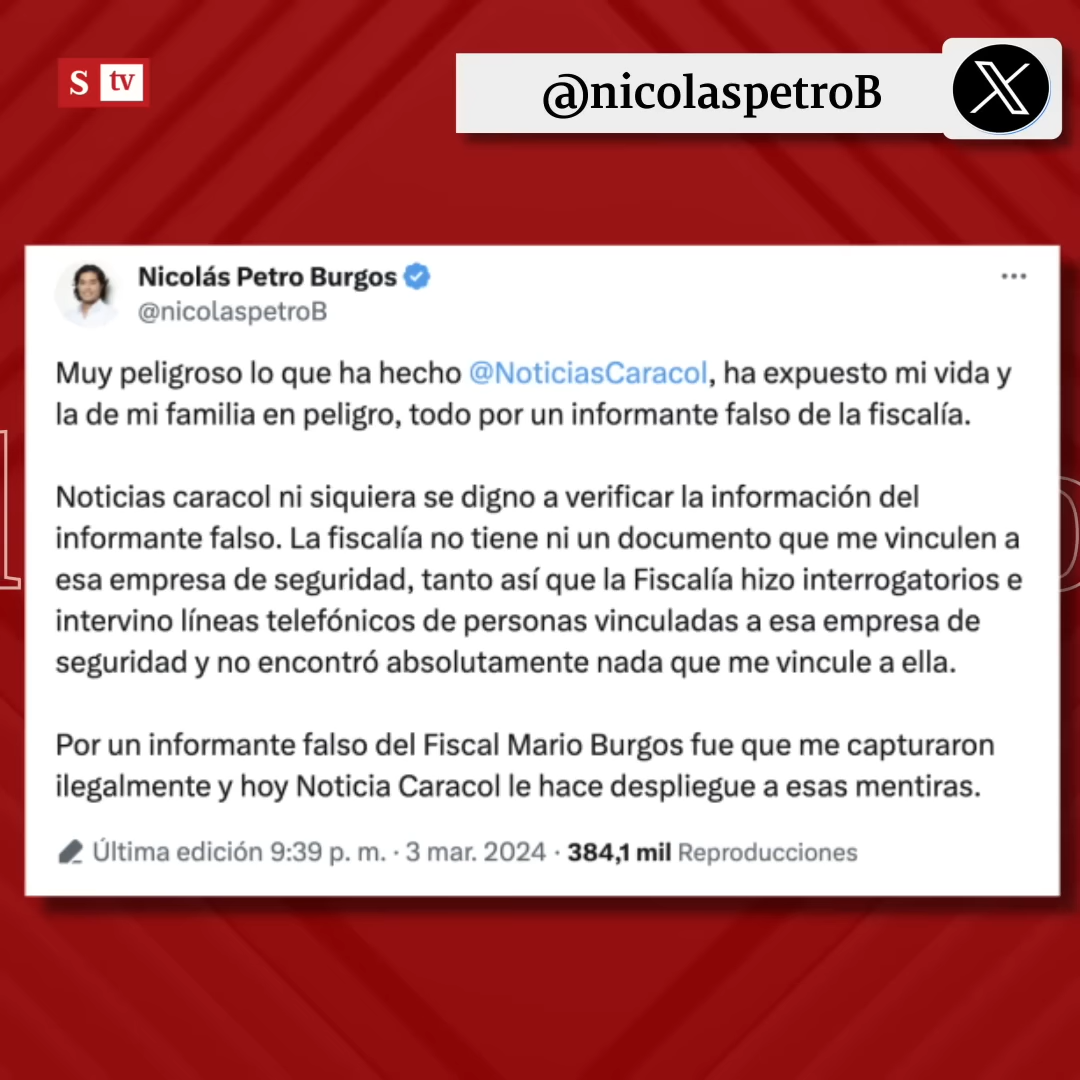 S tv
@nicolaspetroB
Nicolás Petro Burgos
@nicolaspetroB
Muy peligroso lo que ha hecho @NoticiasCaracol, ha expuesto mi vida y
la de mi familia en peligro, todo por un informante falso de la fiscalía.
Noticias caracol ni siquiera se digno a verificar la información del
informante falso. La fiscalía no tiene ni un documento que me vinculen a
esa empresa de seguridad, tanto así que la Fiscalía hizo interrogatorios e
intervino líneas telefónicos de personas vinculadas a esa empresa de
seguridad y no encontró absolutamente nada que me vincule a ella.
Por un informante falso del Fiscal Mario Burgos fue que me capturaron
ilegalmente y hoy Noticia Caracol le hace despliegue a esas mentiras.
Última edición 9:39 p. m. · 3 mar. 2024 · 384,1 mil Reproducciones